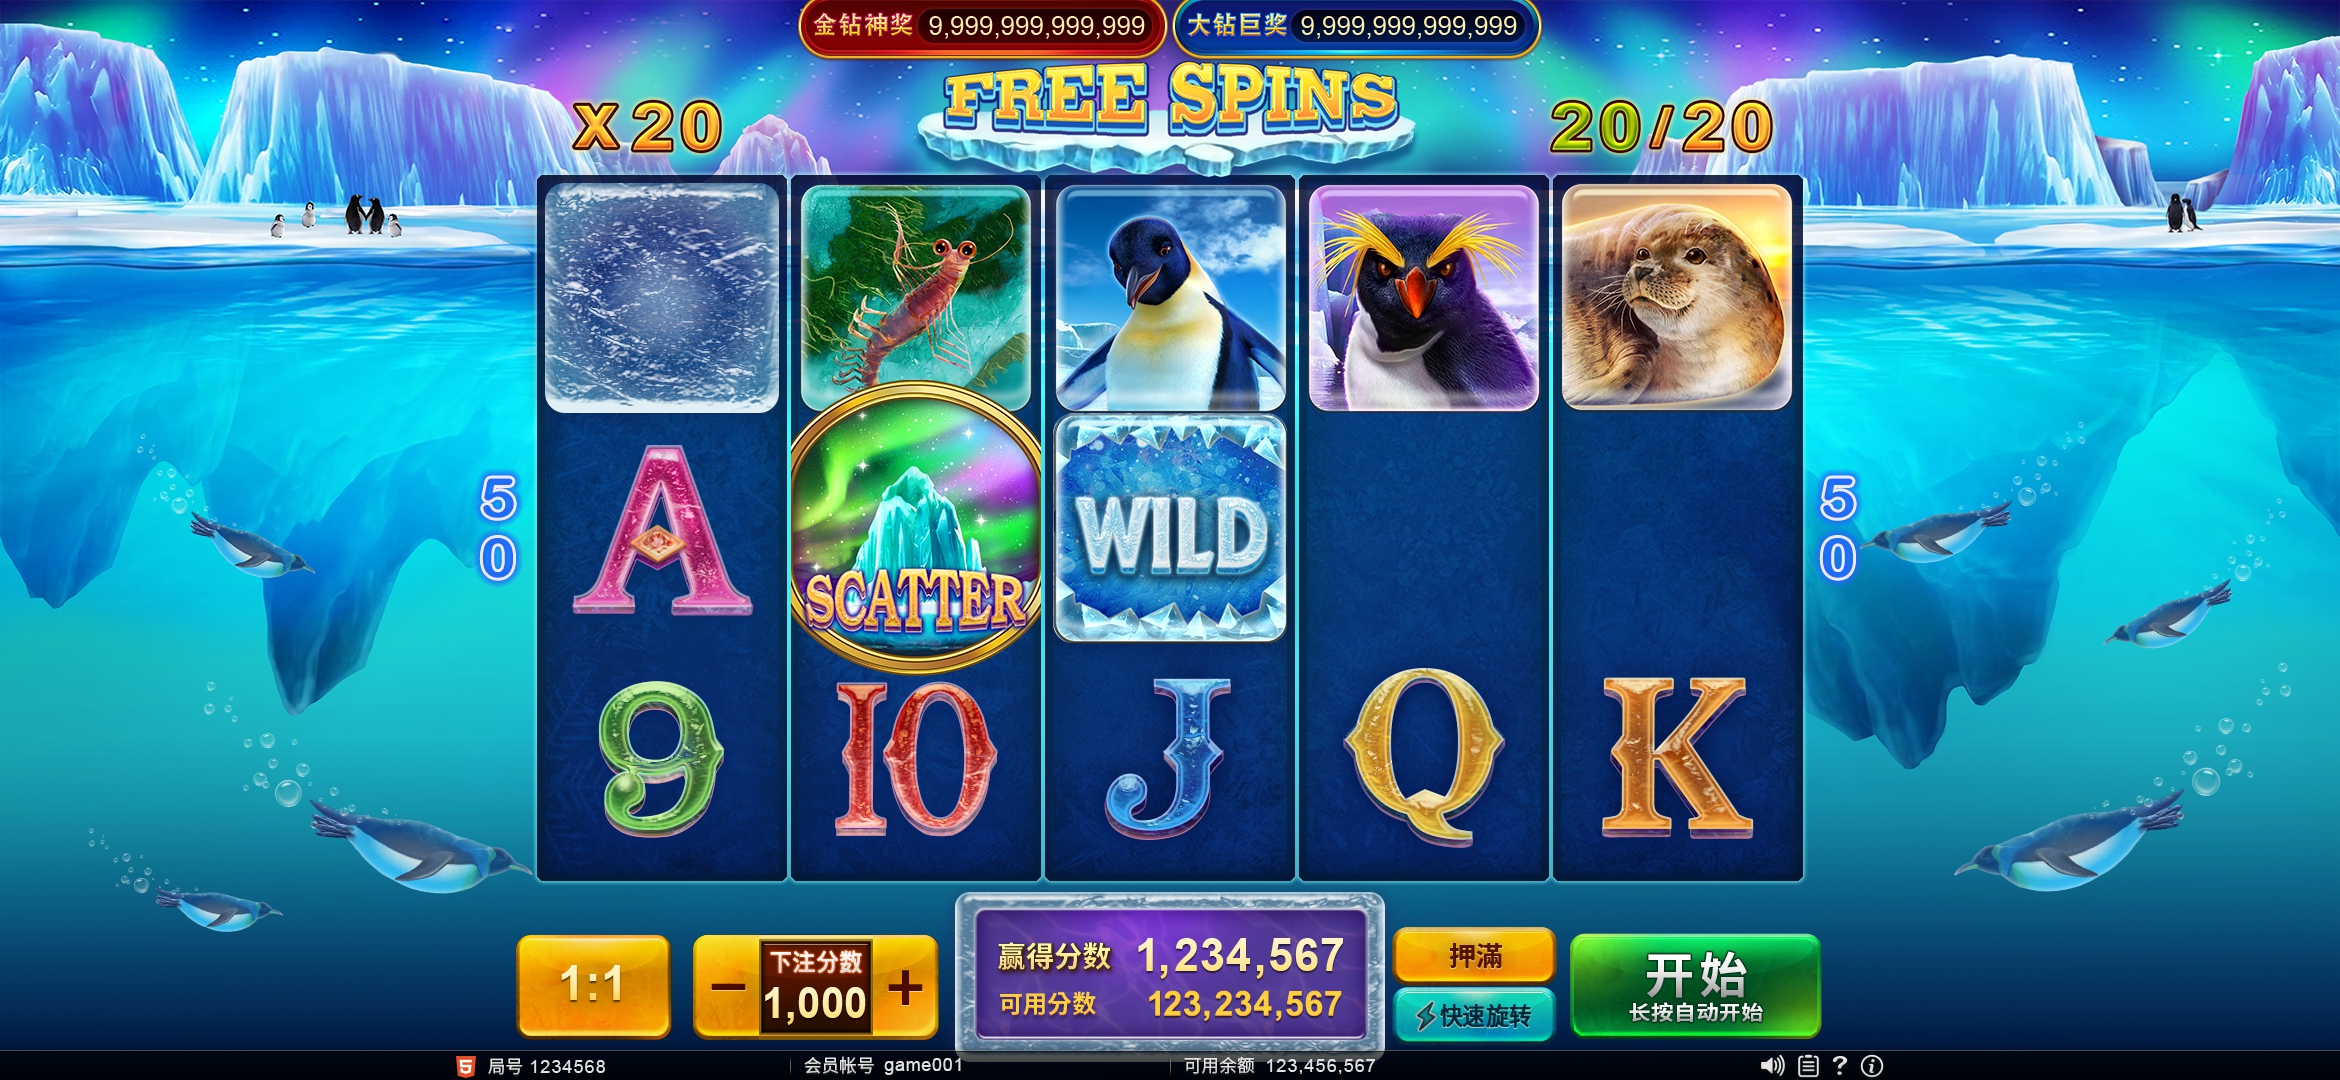 金钻神奖 9,999,999,999,999
大钻巨奖 9,999,999,999,999
FREE SPINS
X20
20/20
50
50
A
SCATTER
WILD
9
10
J
Q
K
1:1
−
下注分数
1,000
+
赢得分数 1,234,567
可用分数 123,234,567
押满
快速旋转
开始
长按自动开始
5 局号 1234568
会员帐号 game001
可用余额 123,456,567
? i